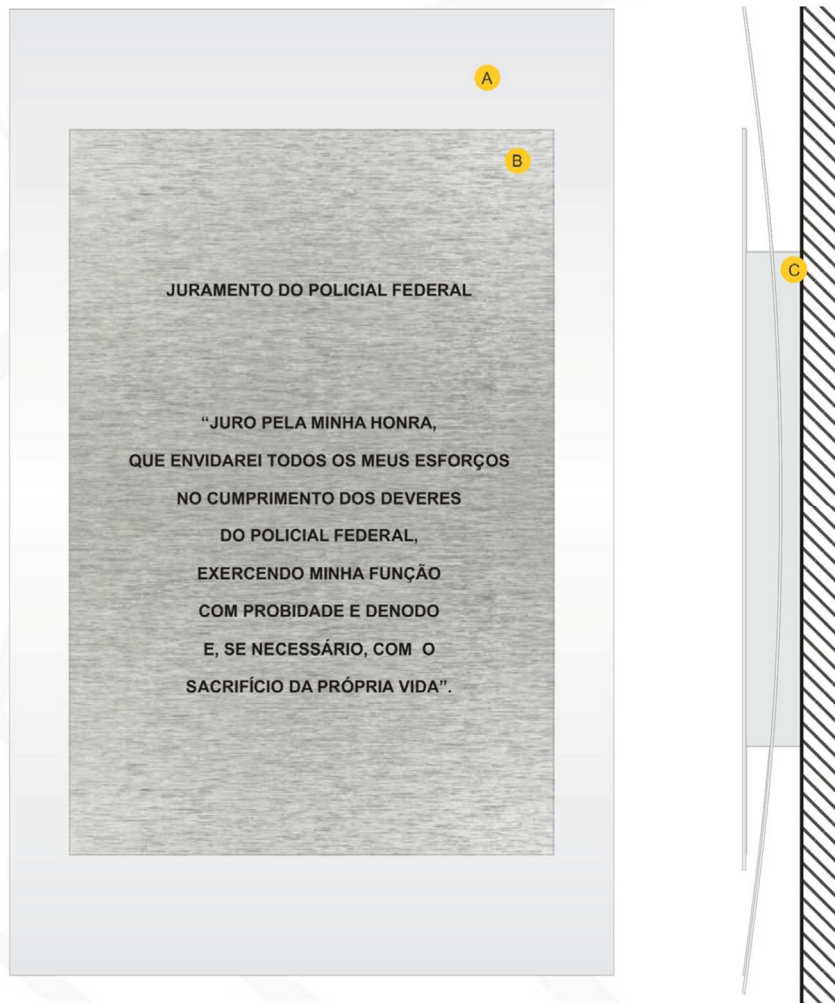 A
B
JURAMENTO DO POLICIAL FEDERAL
“JURO PELA MINHA HONRA,
QUE ENVIDAREI TODOS OS MEUS ESFORÇOS
NO CUMPRIMENTO DOS DEVERES
DO POLICIAL FEDERAL,
EXERCENDO MINHA FUNÇÃO
COM PROBIDADE E DENODO
E, SE NECESSÁRIO, COM O
SACRIFÍCIO DA PRÓPRIA VIDA”.
C